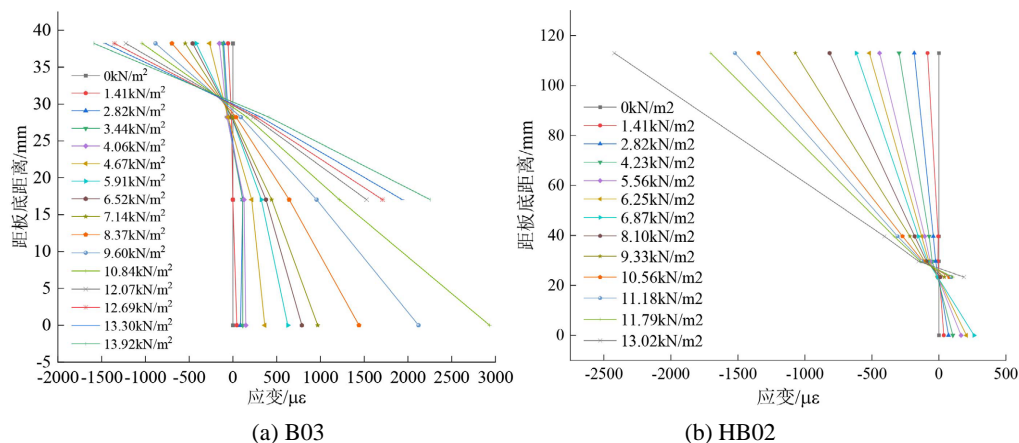 40
35
30
25
20
15
10
5
0
-5
距板底距离/mm
0kN/m²
1.41kN/m²
2.82kN/m²
3.44kN/m²
4.06kN/m²
4.67kN/m²
5.91kN/m²
6.52kN/m²
7.14kN/m²
8.37kN/m²
9.60kN/m²
10.84kN/m²
12.07kN/m²
12.69kN/m²
13.30kN/m²
13.92kN/m²
-2000 -1500 -1000 -500 0 500 1000 1500 2000 2500 3000
应变/με
(a) B03
120
100
80
60
40
20
0
距板底距离/mm
0kN/m2
1.41kN/m2
2.82kN/m2
4.23kN/m2
5.56kN/m2
6.25kN/m2
6.87kN/m2
8.10kN/m2
9.33kN/m2
10.56kN/m2
11.18kN/m2
11.79kN/m2
13.02kN/m2
-2500 -2000 -1500 -1000 -500 0 500
应变/με
(b) HB02